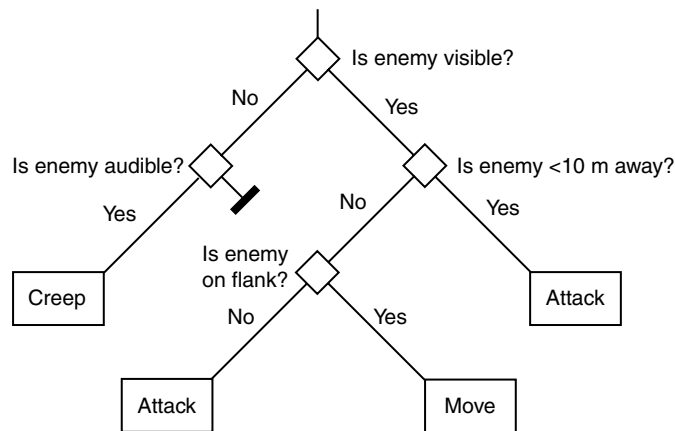 Is enemy visible?
No
Yes
Is enemy audible?
Is enemy <10 m away?
Yes
No
Yes
Is enemy
on flank?
Creep
Attack
No
Yes
Attack
Move